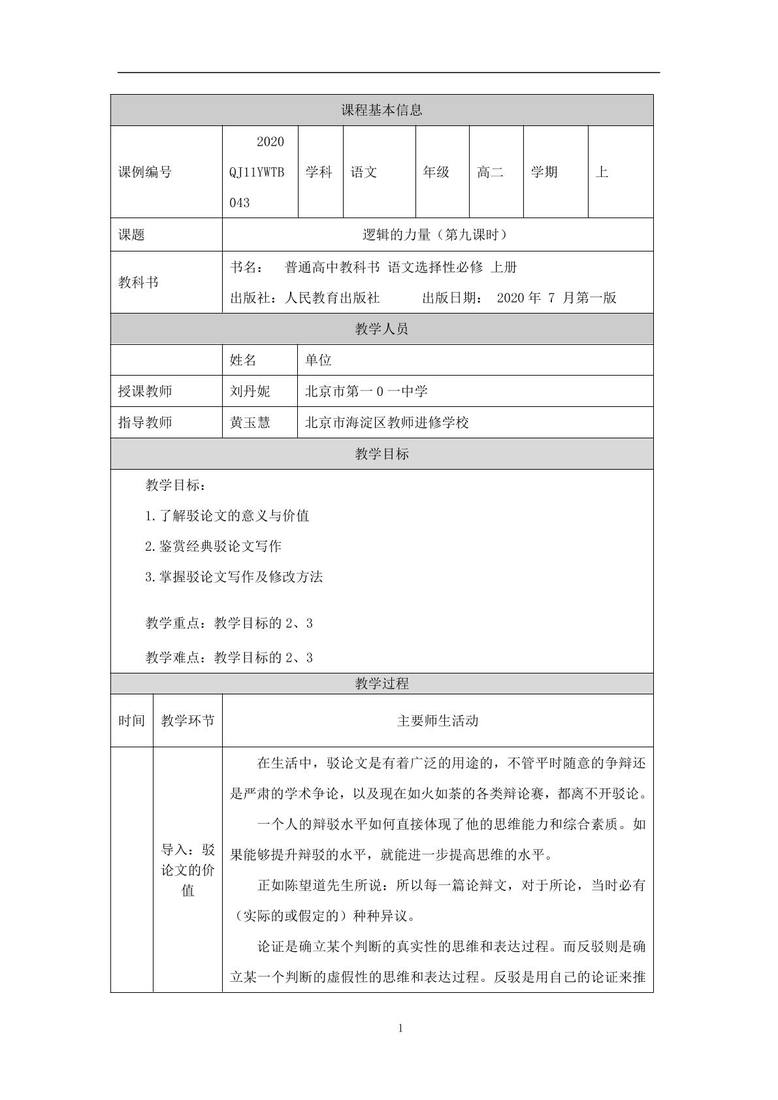 课程基本信息
课例编号 2020 QJ11YWTB 043 学科 语文 年级 高二 学期 上
课题 逻辑的力量（第九课时）
教科书 书名： 普通高中教科书 语文选择性必修 上册
出版社：人民教育出版社 出版日期： 2020 年 7 月第一版
教学人员
姓名 单位
授课教师 刘丹妮 北京市第一0一中学
指导教师 黄玉慧 北京市海淀区教师进修学校
教学目标
教学目标：
1.了解驳论文的意义与价值
2.鉴赏经典驳论文写作
3.掌握驳论文写作及修改方法
教学重点：教学目标的 2、3
教学难点：教学目标的 2、3
教学过程
时间 教学环节 主要师生活动
导入：驳
论文的价
值
在生活中，驳论文是有着广泛的用途的，不管平时随意的争辩还
是严肃的学术争论，以及现在如火如荼的各类辩论赛，都离不开驳论。
一个人的辩驳水平如何直接体现了他的思维能力和综合素质。如
果能够提升辩驳的水平，就能进一步提高思维的水平。
正如陈望道先生所说：所以每一篇论辩文，对于所论，当时必有
（实际的或假定的）种种异议。
论证是确立某个判断的真实性的思维和表达过程。而反驳则是确
立某一个判断的虚假性的思维和表达过程。反驳是用自己的论证来推
1